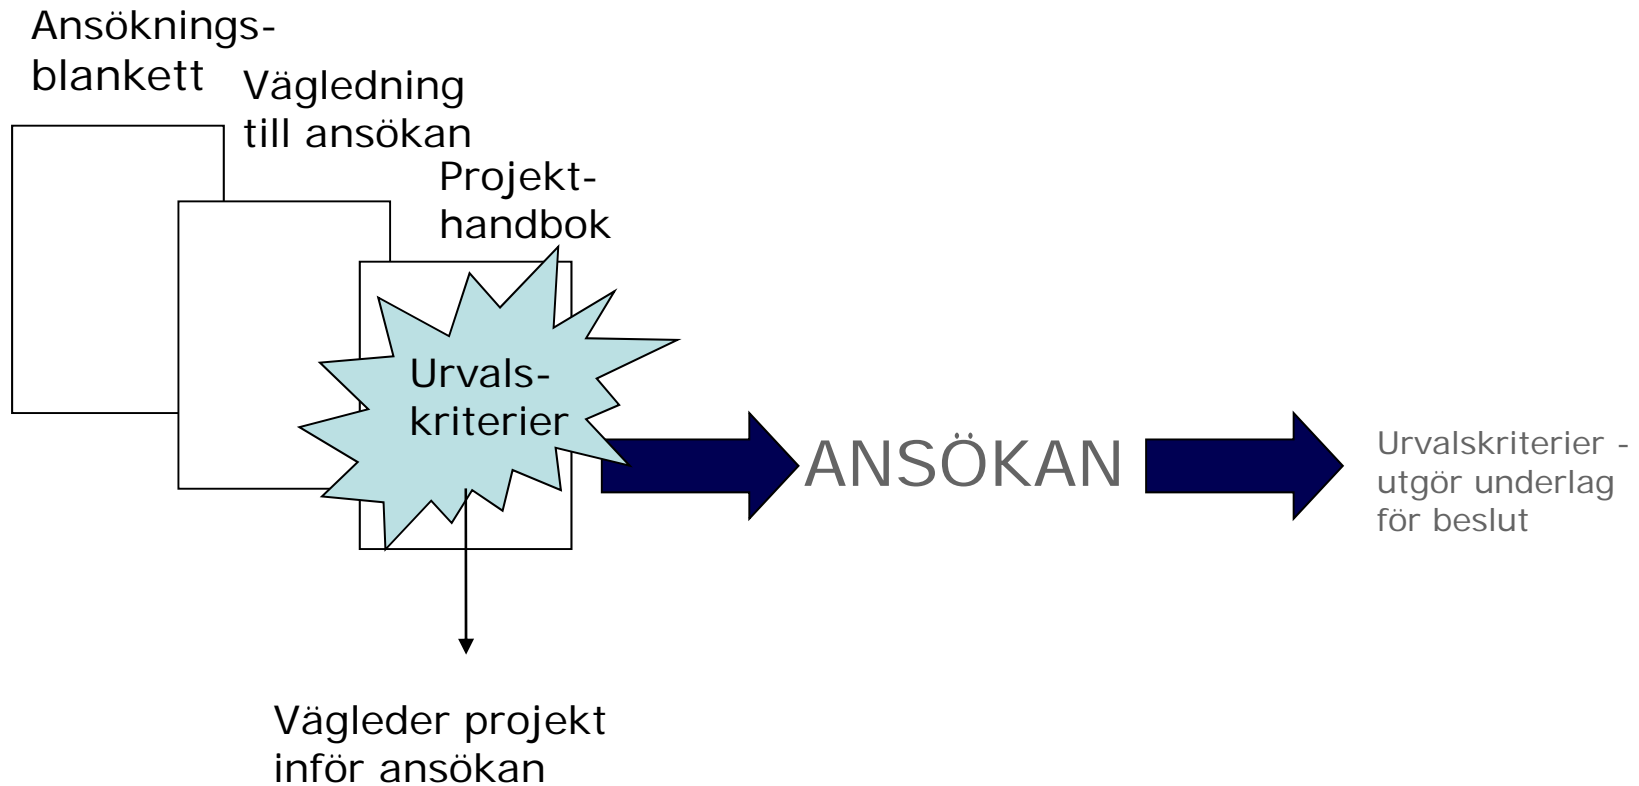 Ansöknings-
blankett
Vägledning
till ansökan
Projekt-
handbok
Urvals-
kriterier
ANSÖKAN
Urvalskriterier -
utgör underlag
för beslut
Vägleder projekt
inför ansökan